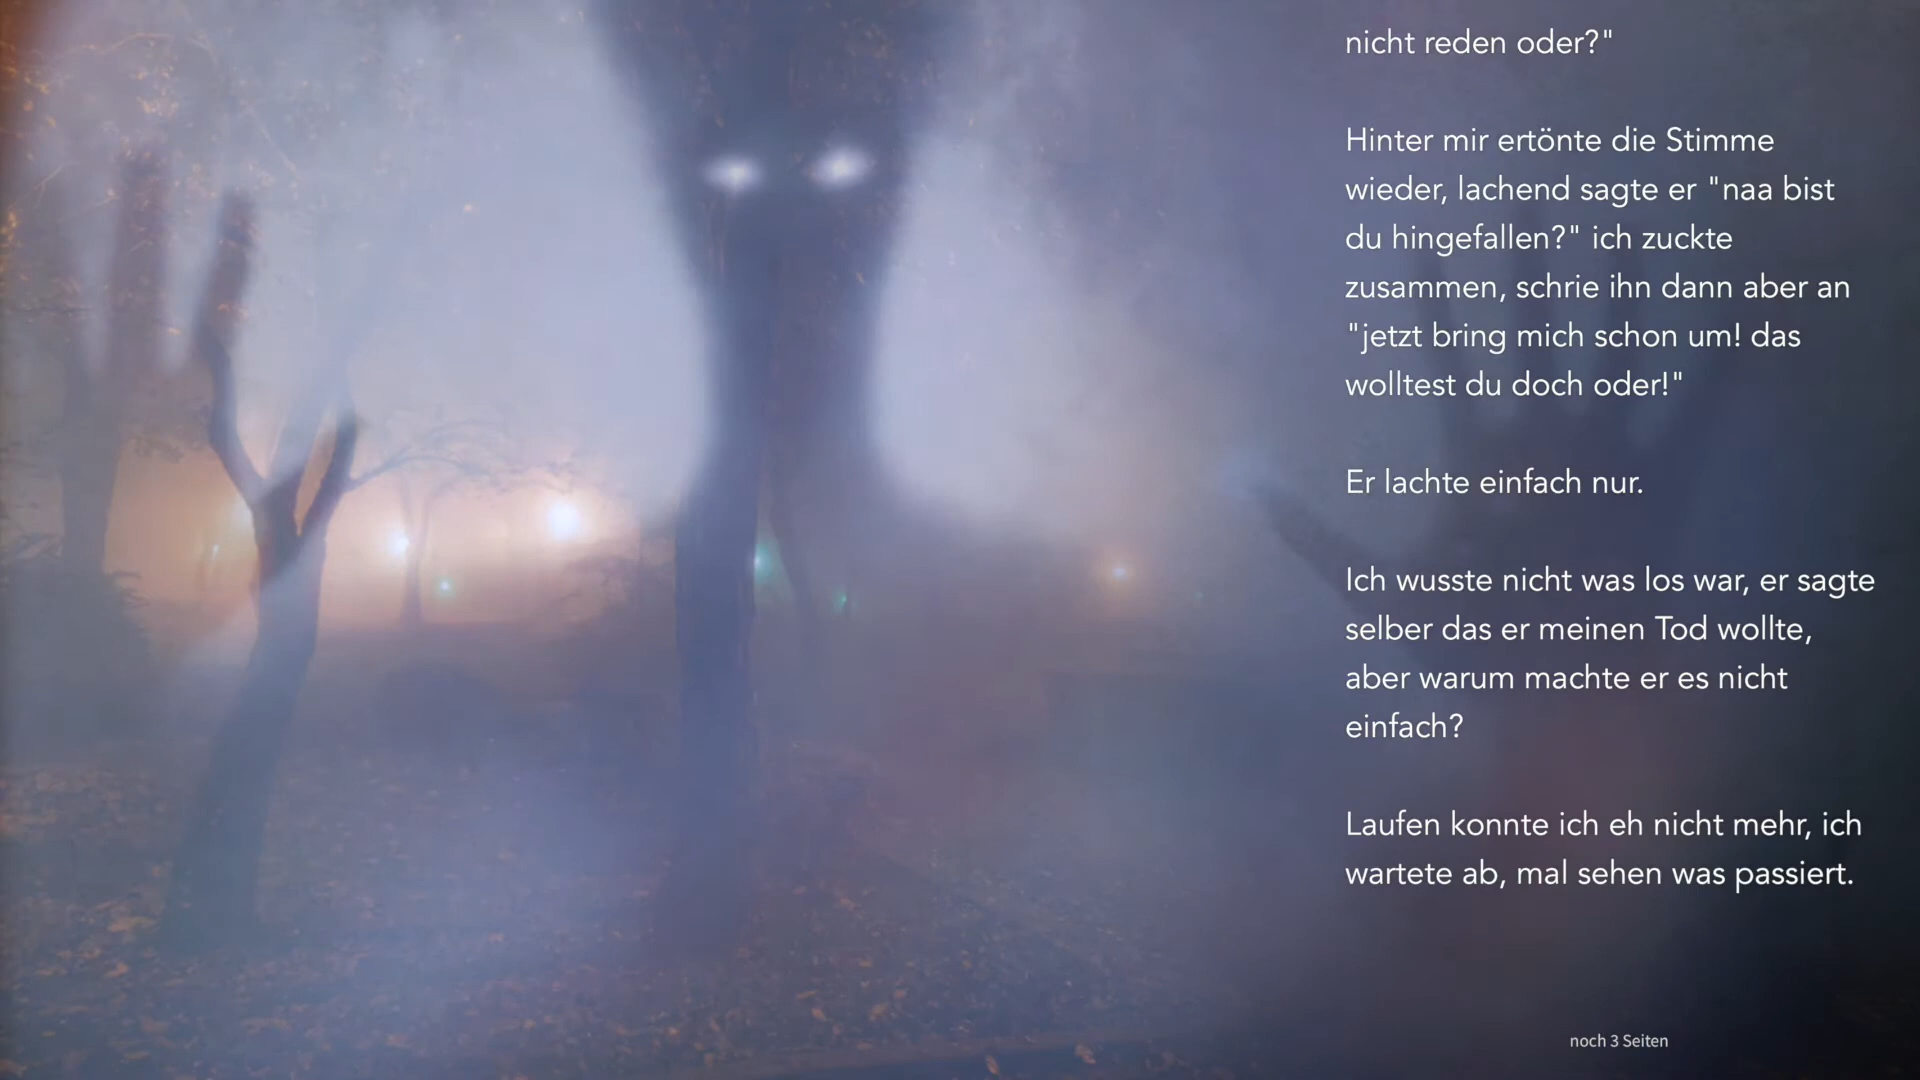 nicht reden oder?"
Hinter mir ertönte die Stimme
wieder, lachend sagte er "naa bist
du hingefallen?" ich zuckte
zusammen, schrie ihn dann aber an
"jetzt bring mich schon um! das
wolltest du doch oder!"
Er lachte einfach nur.
Ich wusste nicht was los war, er sagte
selber das er meinen Tod wollte,
aber warum machte er es nicht
einfach?
Laufen konnte ich eh nicht mehr, ich
wartete ab, mal sehen was passiert.
noch 3 Seiten